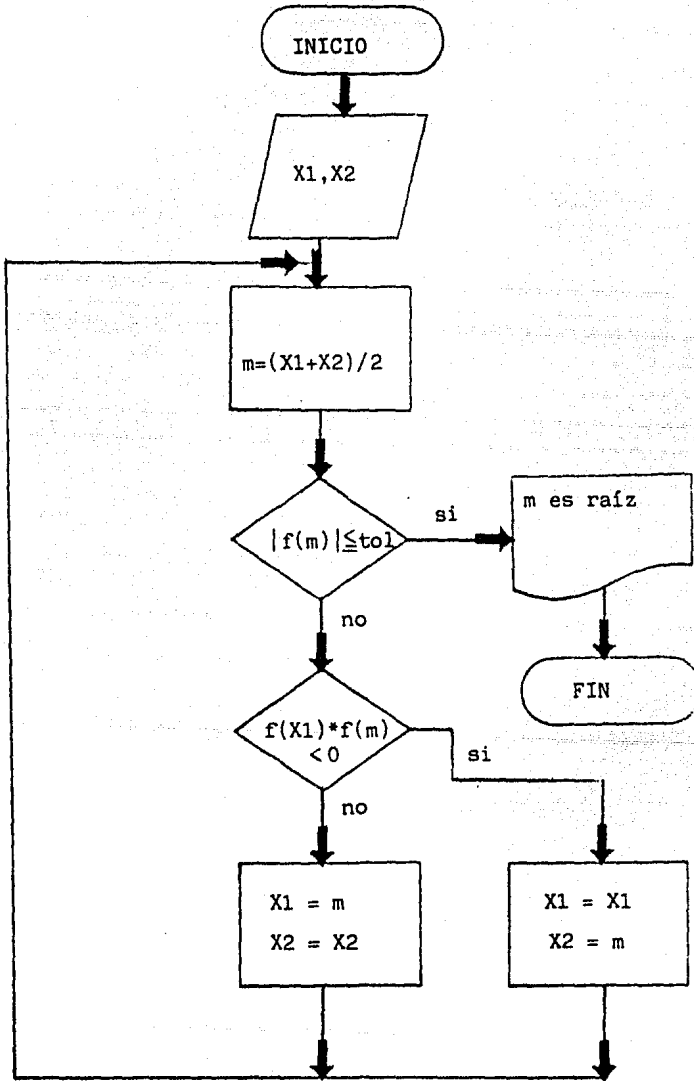 INICIO
X1,X2
m=(X1+X2)/2
|f(m)|≦tol
si
m es raíz
no
FIN
f(X1)*f(m)
<0
si
no
X1 = m
X2 = X2
X1 = X1
X2 = m